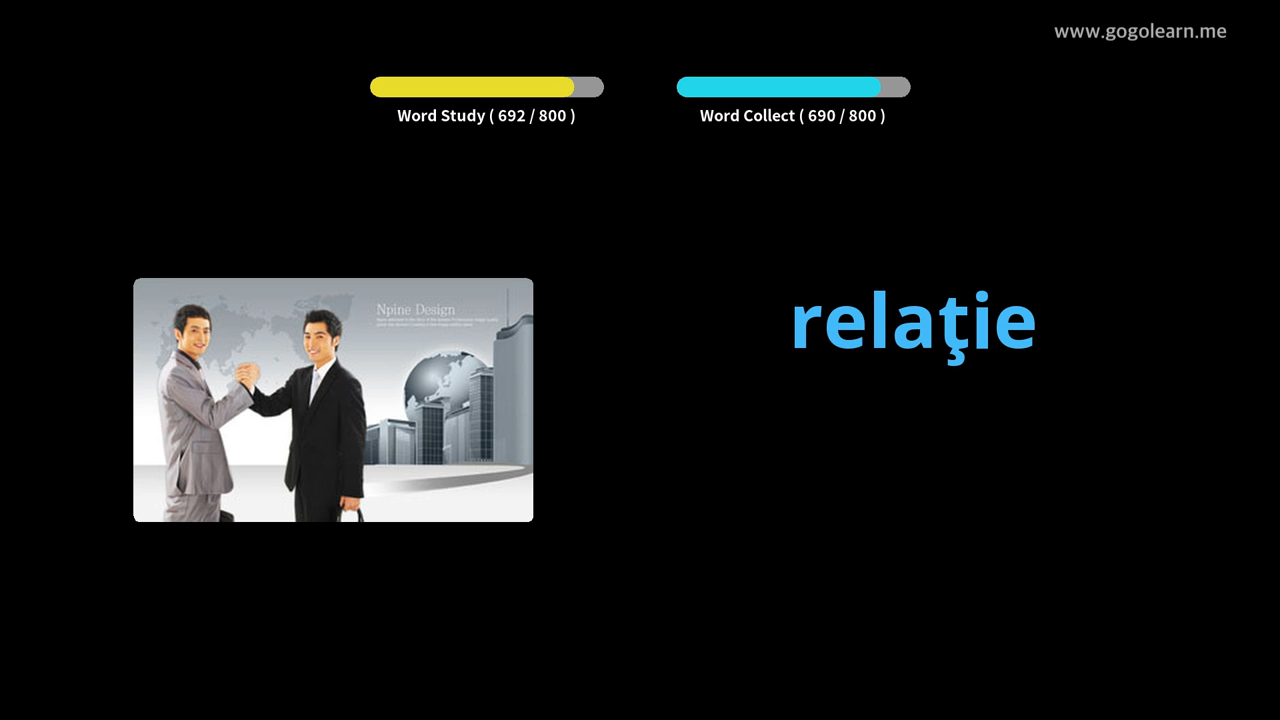 www.gogolearn.me
Word Study ( 692 / 800 )
Word Collect ( 690 / 800 )
Npine Design
relaţie